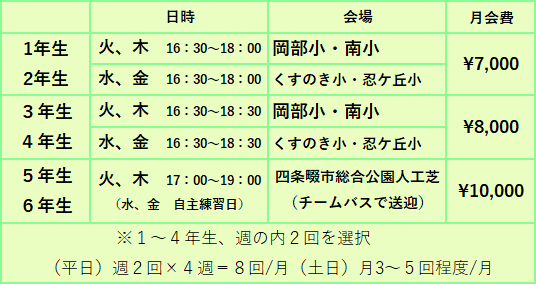 日時 会場 月会費
1年生 火、木 16:30~18:00 岡部小・南小 ¥7,000
2年生 水、金 16:30~18:00 くすのき小・忍ケ丘小
3年生 火、木 16:30~18:30 岡部小・南小 ¥8,000
4年生 水、金 16:30~18:30 くすのき小・忍ケ丘小
5年生 火、木 17:00~19:00 四条畷市総合公園人工芝 ¥10,000
6年生 (水、金 自主練習日) (チームバスで送迎)
※1～4年生、週の内2回を選択
(平日)週2回×4週=8回/月(土日)月3~5回程度/月